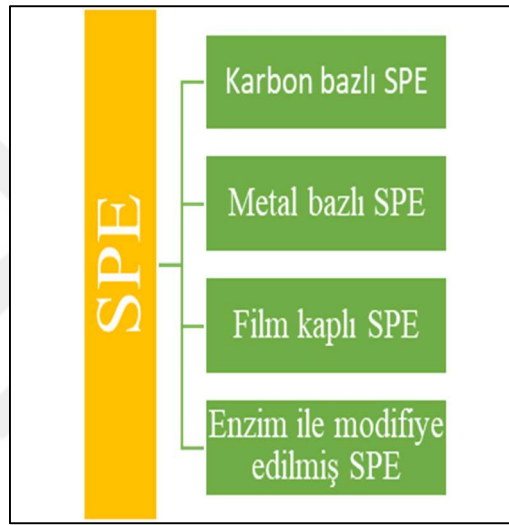 SPE
Karbon bazlı SPE
Metal bazlı SPE
Film kaplı SPE
Enzim ile modifiye
edilmiş SPE